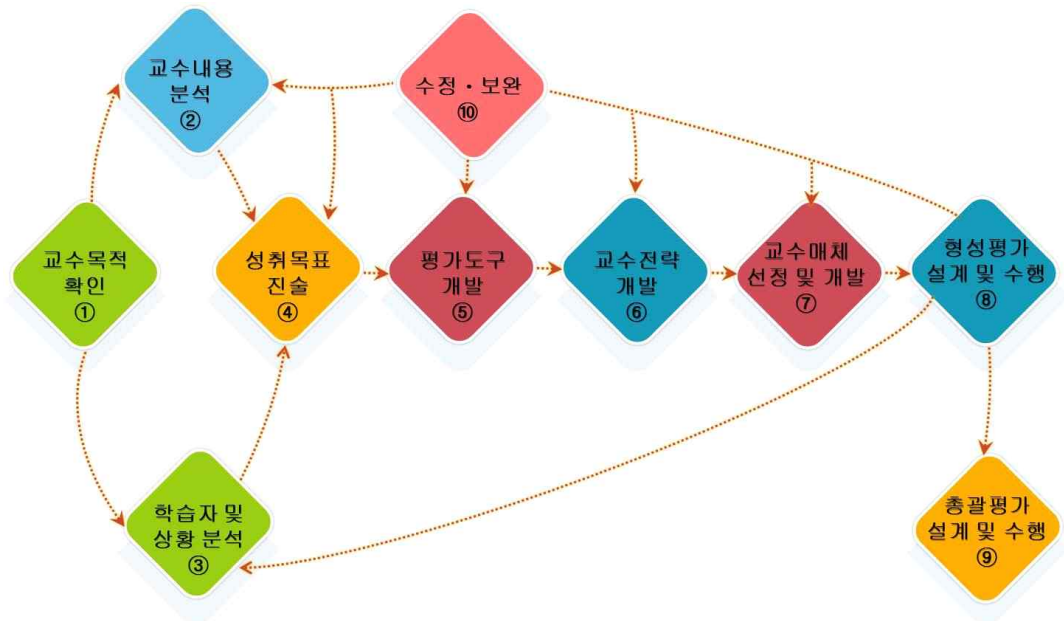 교수내용
분석
②
수정・보완
⑩
교수목적
확인
①
성취목표
진술
④
평가도구
개발
⑤
교수전략
개발
⑥
교수매체
선정 및 개발
⑦
형성평가
설계 및 수행
⑧
학습자 및
상황 분석
③
총괄평가
설계 및 수행
⑨